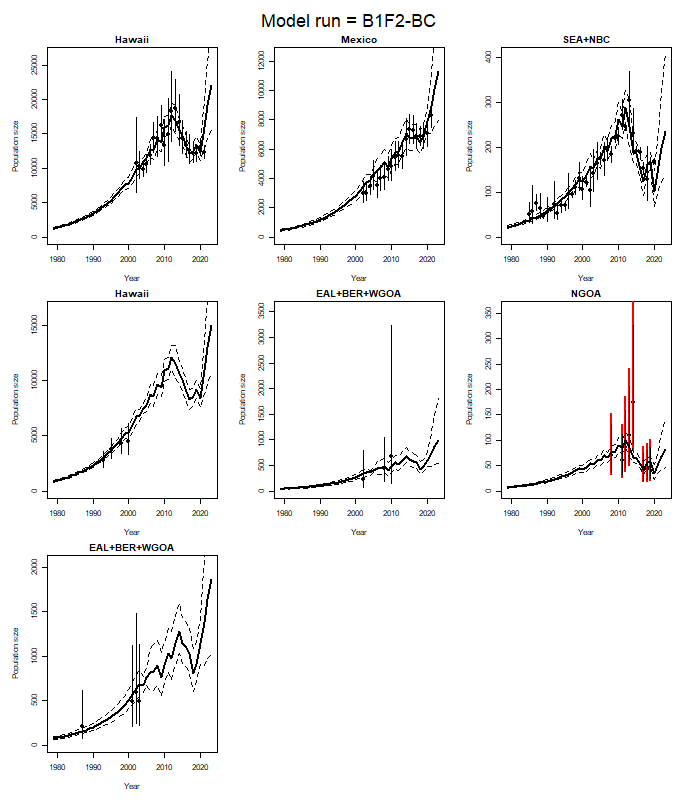 Model run = B1F2-BC
Hawaii
Population size
0 5000 10000 15000 20000 25000
1980 1990 2000 2010 2020
Year
Mexico
Population size
0 2000 4000 6000 8000 10000 12000
1980 1990 2000 2010 2020
Year
SEA+NBC
Population size
0 100 200 300 400
1980 1990 2000 2010 2020
Year
Hawaii
Population size
0 5000 10000 15000
1980 1990 2000 2010 2020
Year
EAL+BER+WGOA
Population size
0 500 1000 1500 2000 2500 3000 3500
1980 1990 2000 2010 2020
Year
NGOA
Population size
0 50 100 150 200 250 300 350
1980 1990 2000 2010 2020
Year
EAL+BER+WGOA
Population size
0 500 1000 1500 2000
1980 1990 2000 2010 2020
Year